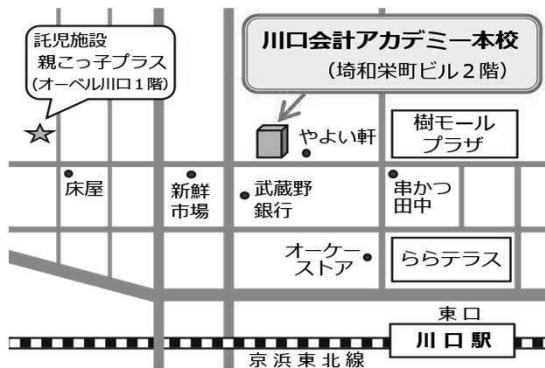 託児施設
親こっ子プラス
(オーベル川口1階)
川口会計アカデミー本校
(埼和栄町ビル2階)
やよい軒
樹モール
プラザ
床屋
新鮮
市場
武蔵野
銀行
串かつ
田中
オーケー
ストア
ららテラス
東口
川口駅
京浜東北線